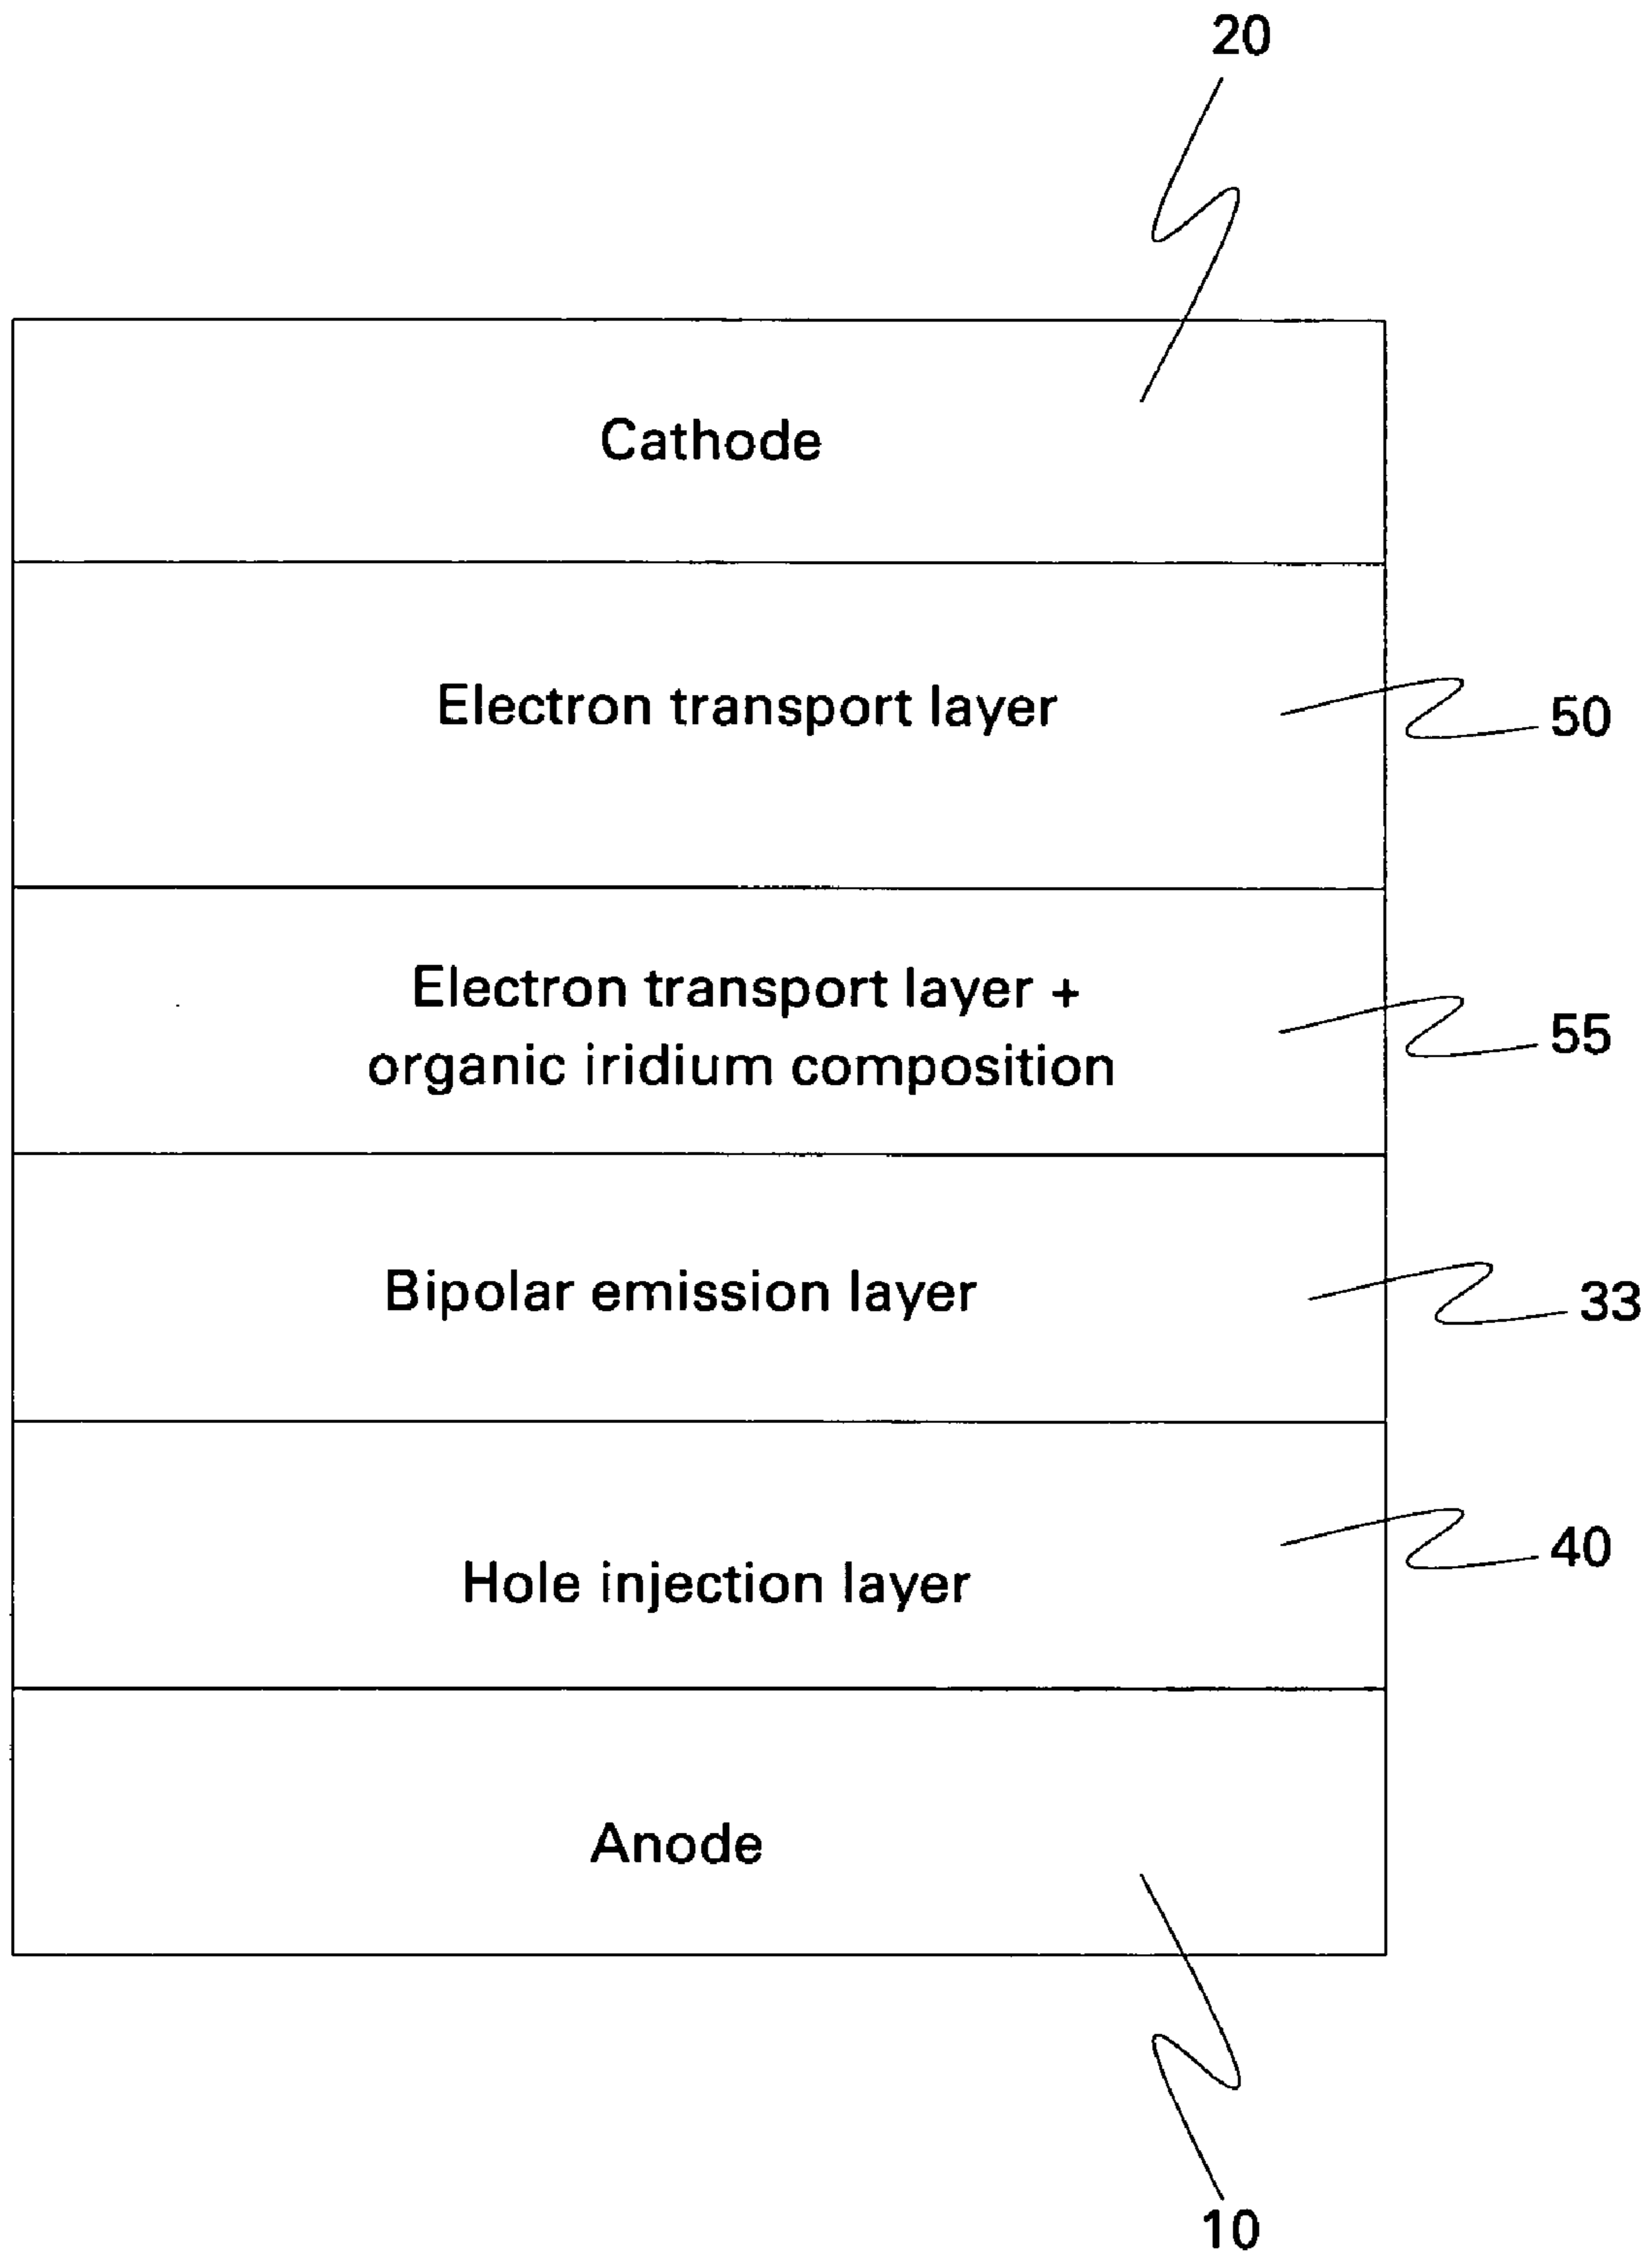 20
Cathode
Electron transport layer
50
Electron transport layer +
organic iridium composition
55
Bipolar emission layer
33
Hole injection layer
40
Anode
10